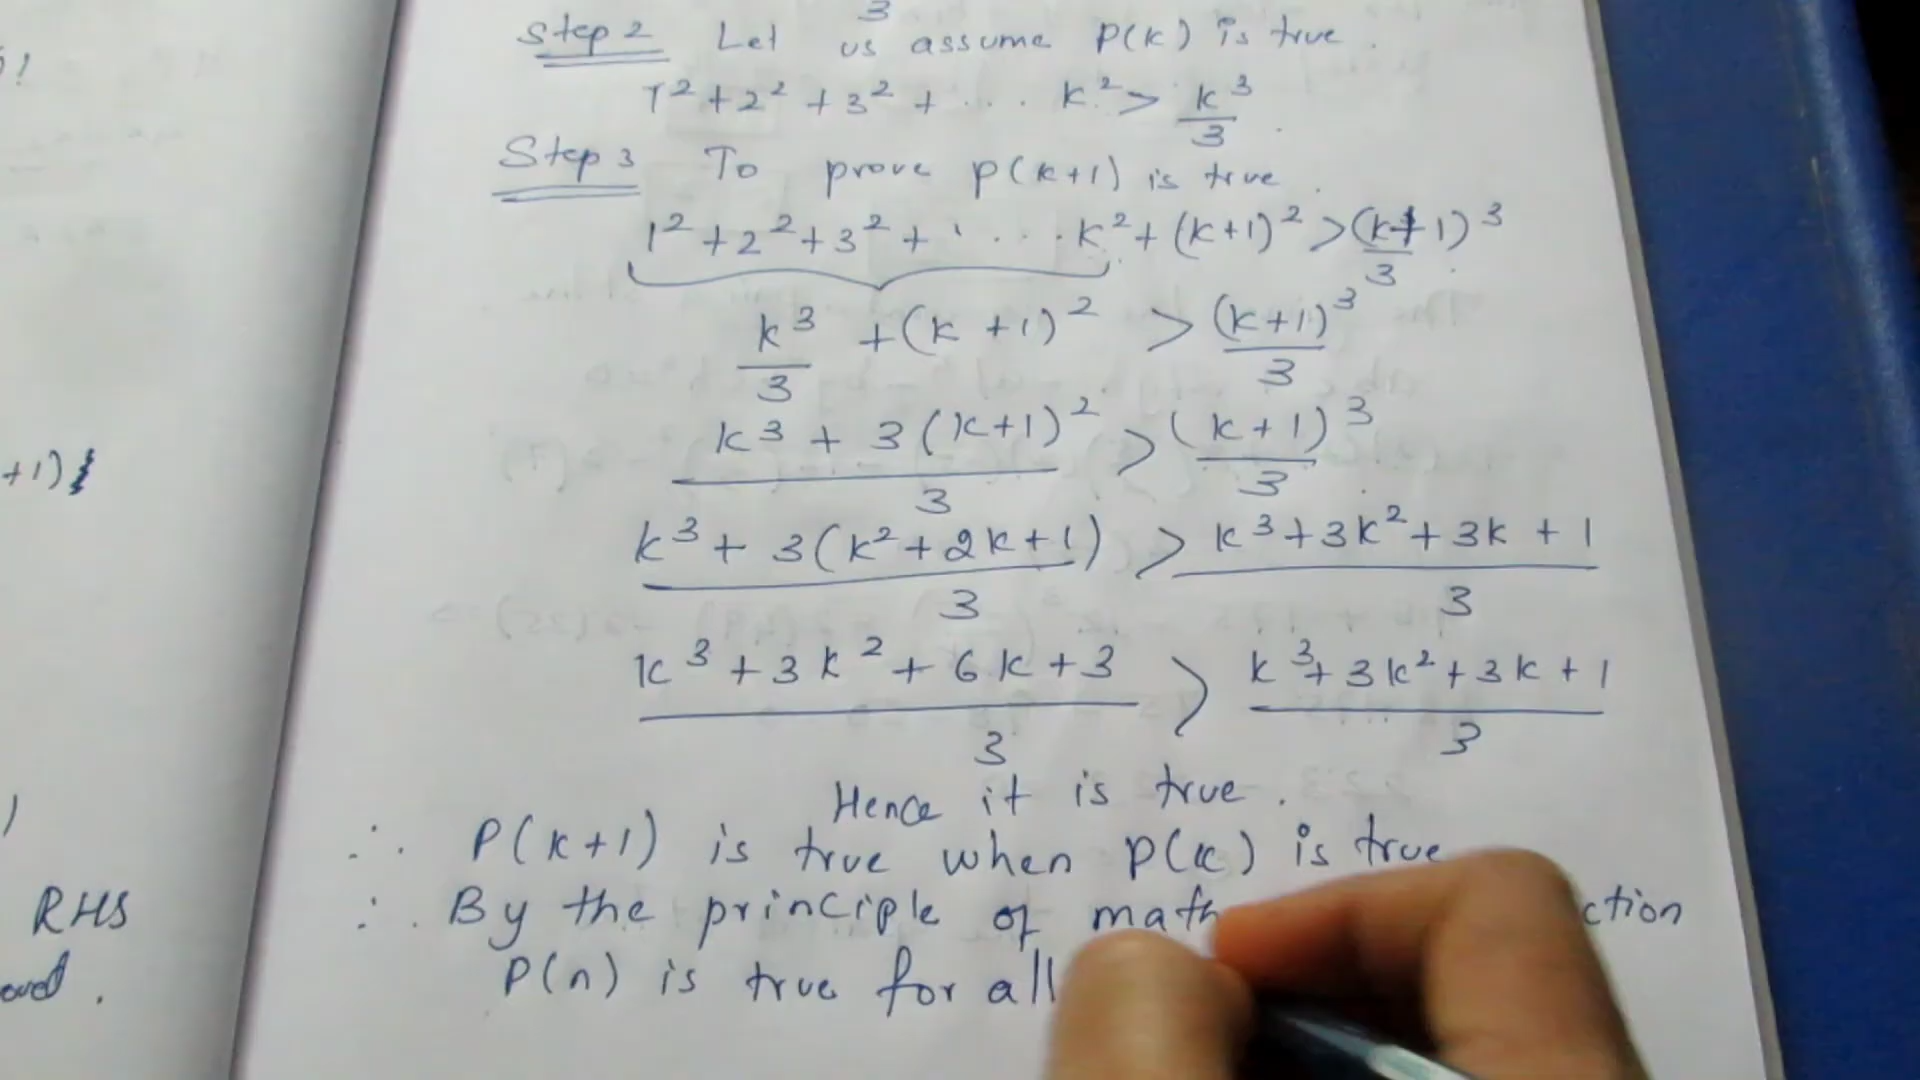 3
Step 2 Let us assume P(k) is true.
1² + 2² + 3² + ... k² > k³/3
Step 3 To prove P(k+1) is true.
1² + 2² + 3² + .... k² + (k+1)² > (k+1)³/3
k³/3 + (k+1)² > (k+1)³/3
k³ + 3(k+1)²/3 > (k+1)³/3
k³ + 3(k²+2k+1)/3 > k³+3k²+3k+1/3
k³+3k²+6k+3/3 > k³+3k²+3k+1/3
Hence it is true.
∴ P(k+1) is true when P(k) is true
∴ By the principle of
P(n) is true for all
+1)}
)
RHS